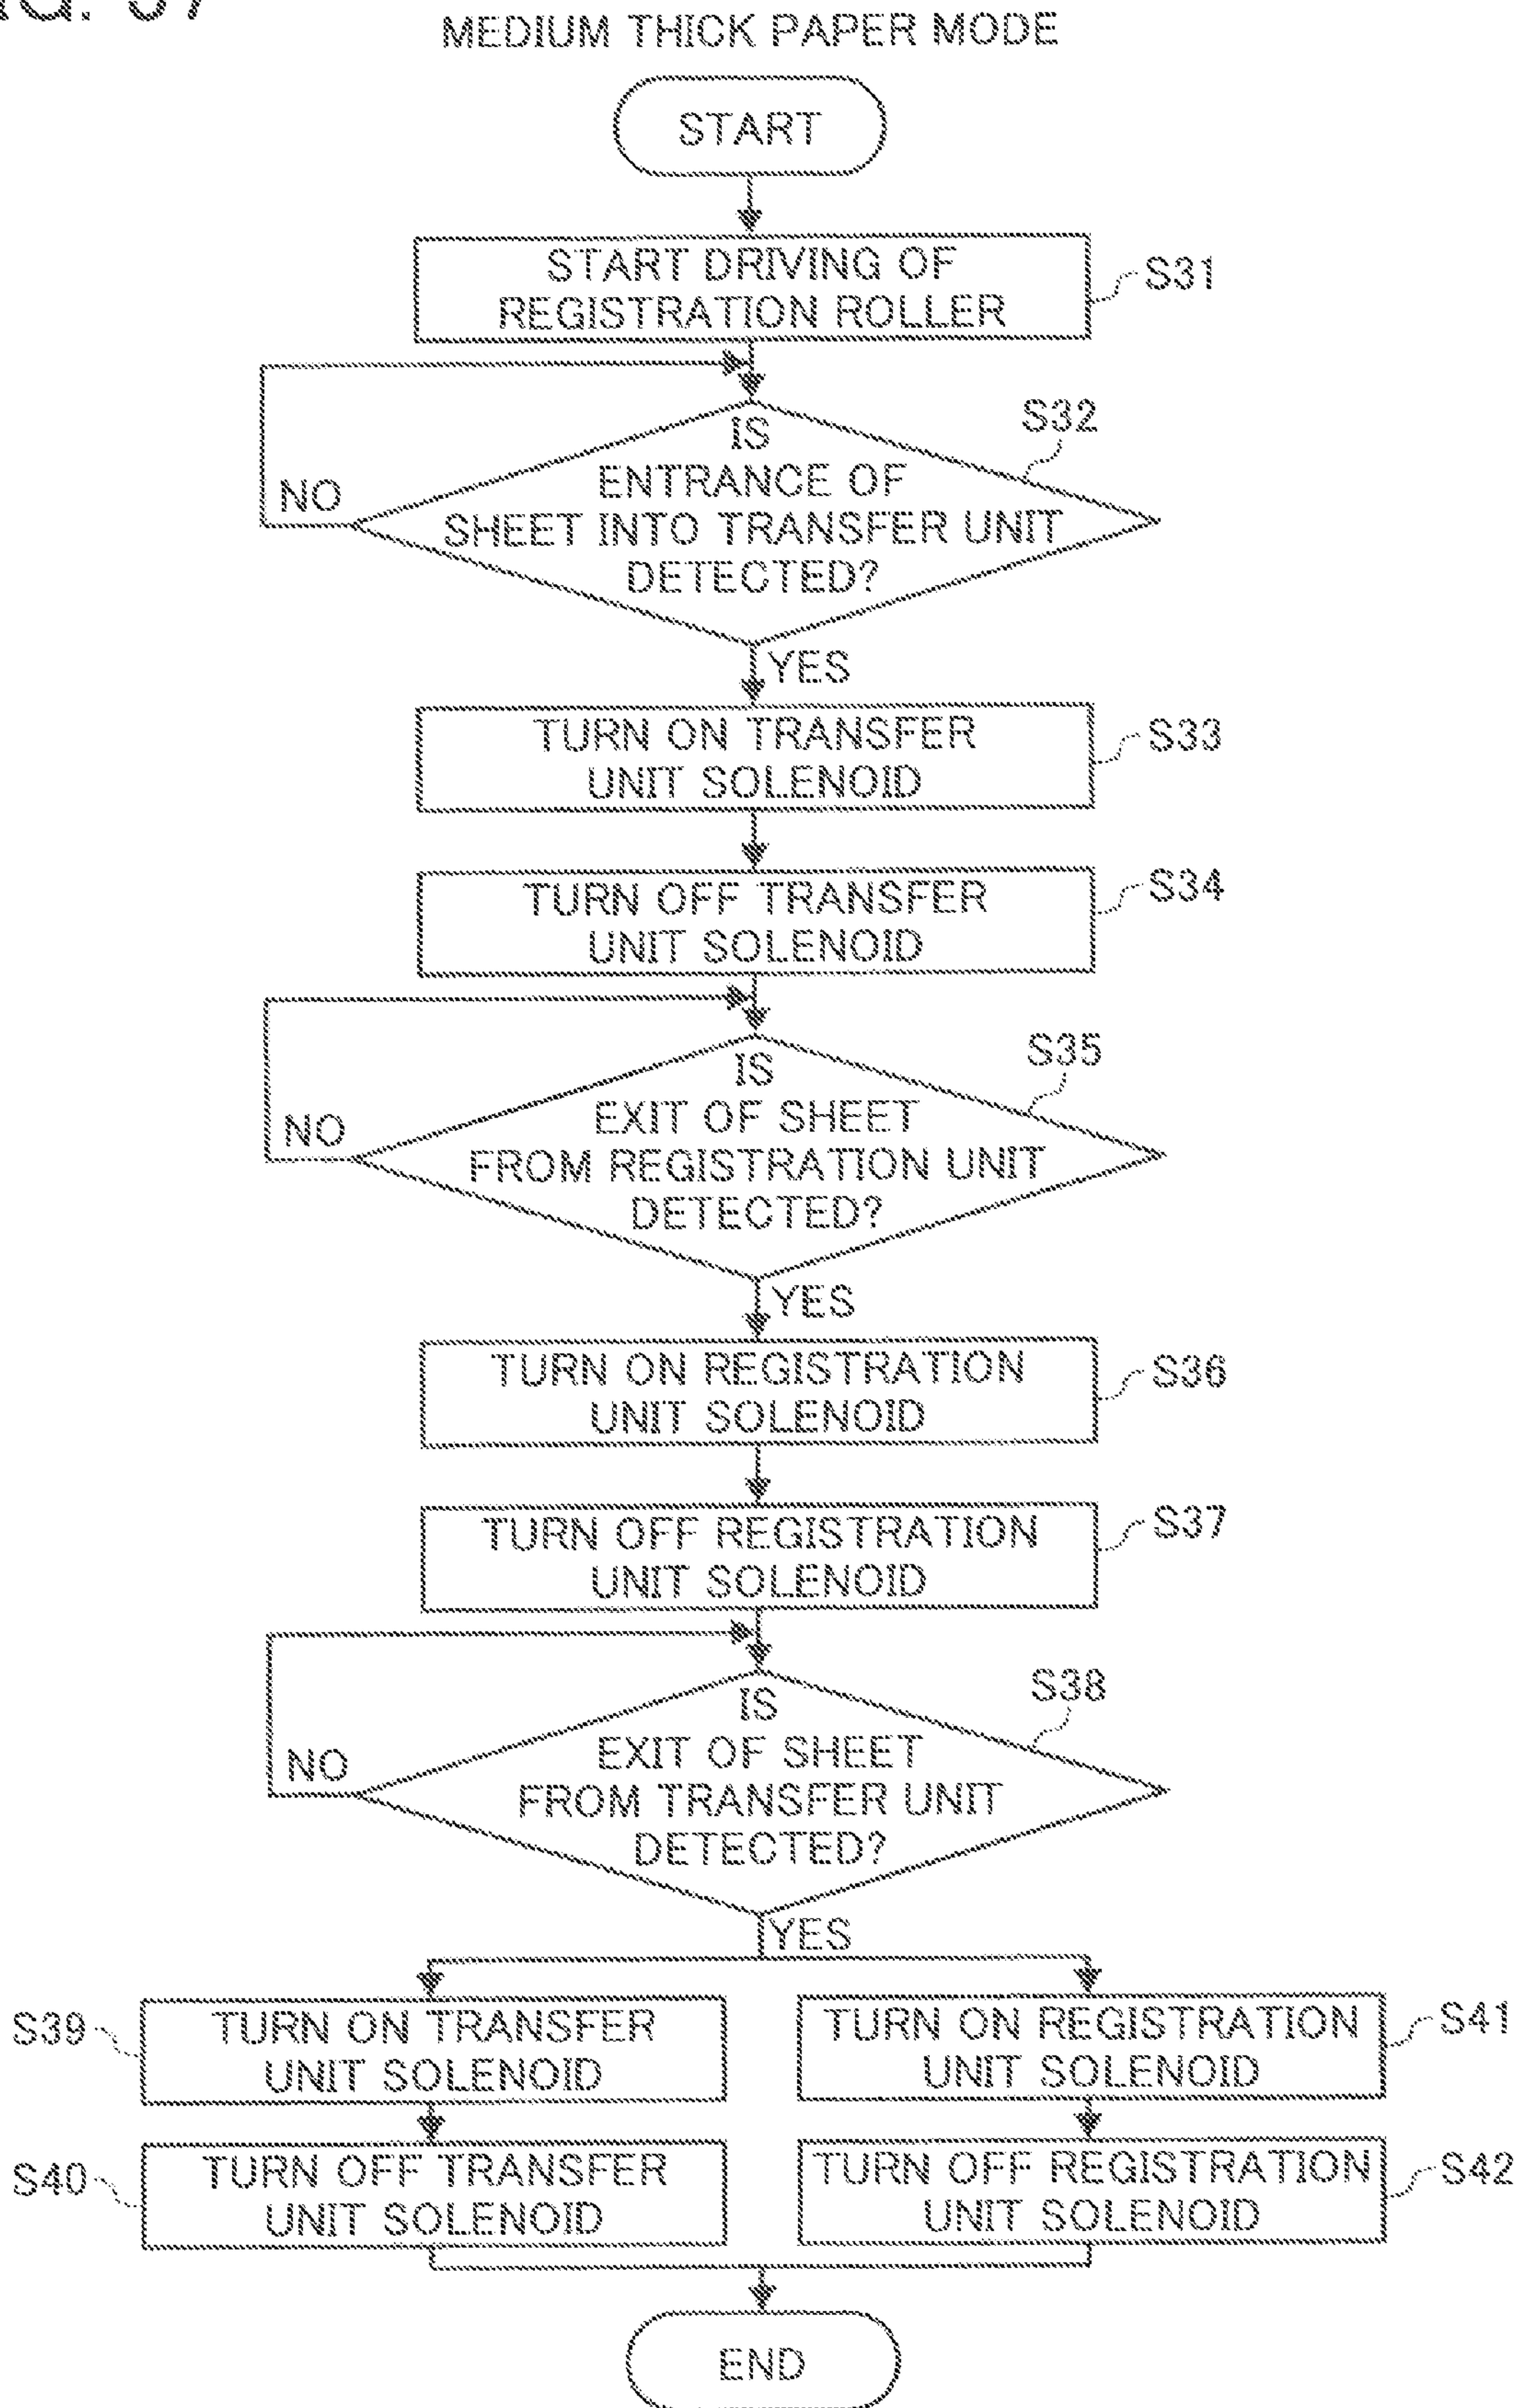 MEDIUM THICK PAPER MODE
START
START DRIVING OF
REGISTRATION ROLLER
S31
S32
IS
ENTRANCE OF
SHEET INTO TRANSFER UNIT
DETECTED?
NO
YES
TURN ON TRANSFER
UNIT SOLENOID
S33
TURN OFF TRANSFER
UNIT SOLENOID
S34
S35
IS
EXIT OF SHEET
FROM REGISTRATION UNIT
DETECTED?
NO
YES
TURN ON REGISTRATION
UNIT SOLENOID
S36
TURN OFF REGISTRATION
UNIT SOLENOID
S37
S38
IS
EXIT OF SHEET
FROM TRANSFER UNIT
DETECTED?
NO
YES
S39
TURN ON TRANSFER
UNIT SOLENOID
TURN ON REGISTRATION
UNIT SOLENOID
S41
S40
TURN OFF TRANSFER
UNIT SOLENOID
TURN OFF REGISTRATION
UNIT SOLENOID
S42
END